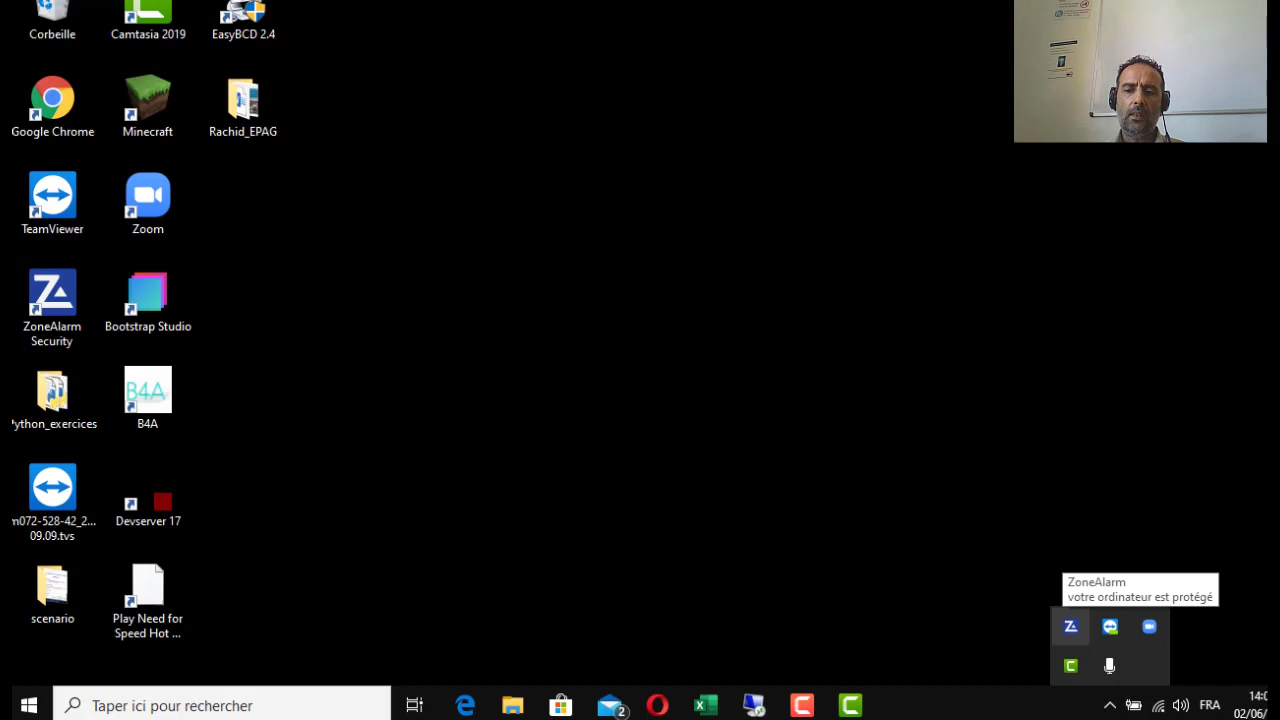 Corbeille
Camtasia 2019
EasyBCD 2.4
Google Chrome
Minecraft
Rachid_EPAG
TeamViewer
Zoom
ZoneAlarm
Security
Bootstrap Studio
ython_exercices
B4A
B4A
m072-528-42_2...
09.09.tvs
Devserver 17
scenario
Play Need for
Speed Hot ...
ZoneAlarm
votre ordinateur est protégé
Taper ici pour rechercher
2
FRA
14:0
02/06/